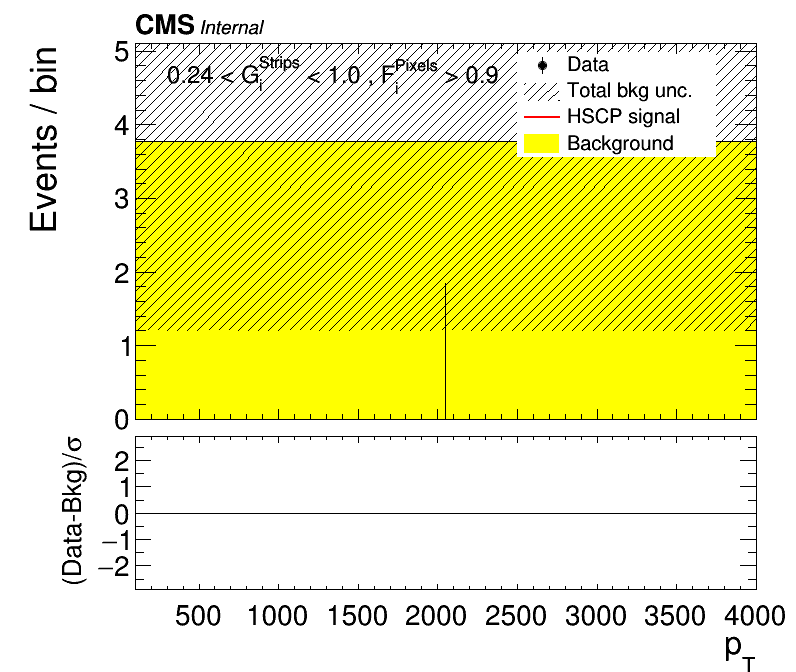 CMS Internal
Events / bin
5
4
3
2
1
0
0.24 < G_i^Strips < 1.0 , F_i^Pixels > 0.9
Data
Total bkg unc.
HSCP signal
Background
(Data-Bkg)/σ
2
1
0
−1
−2
500 1000 1500 2000 2500 3000 3500 4000
p_T